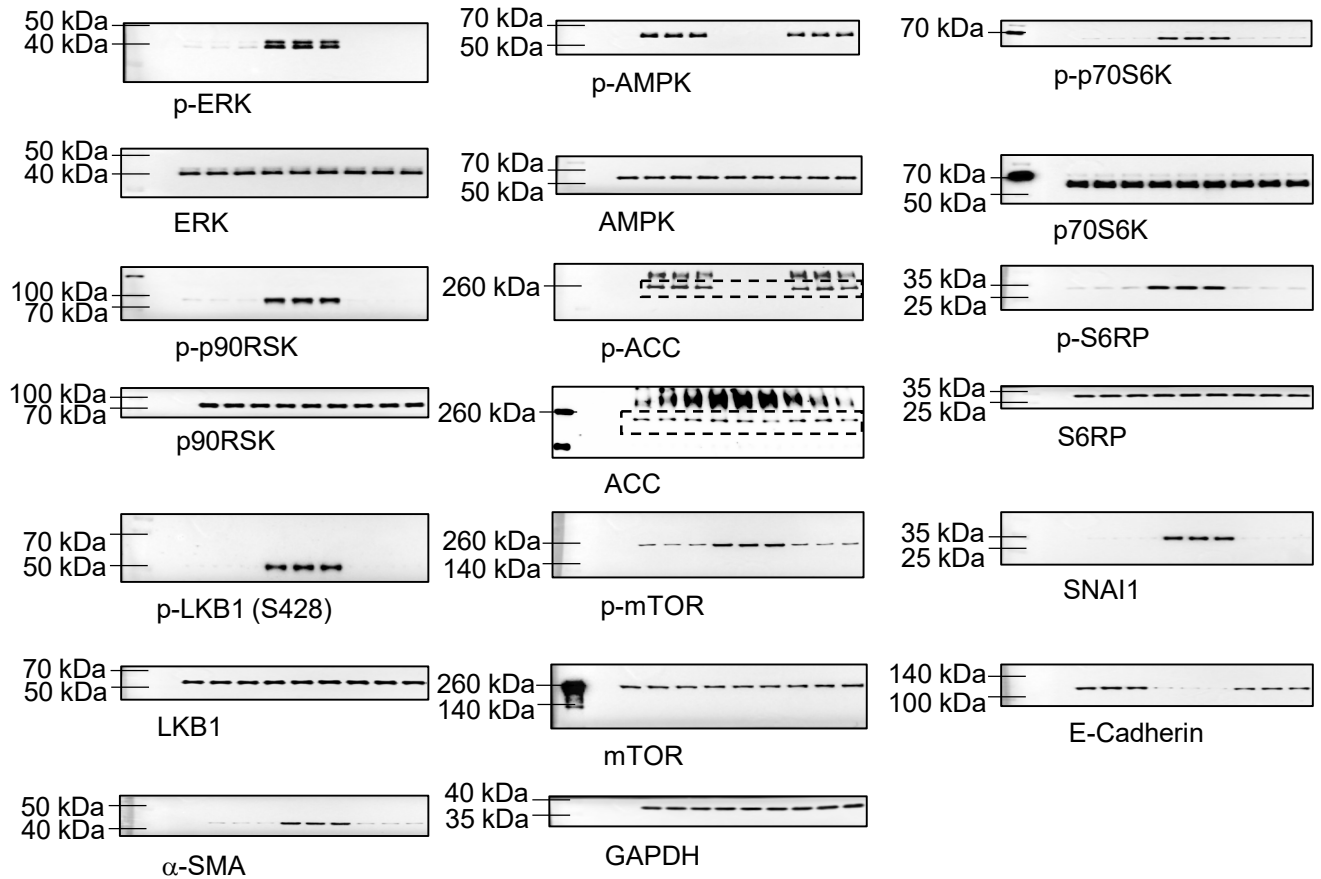 50 kDa
40 kDa
p-ERK
50 kDa
40 kDa
ERK
100 kDa
70 kDa
p-p90RSK
100 kDa
70 kDa
p90RSK
70 kDa
50 kDa
p-LKB1 (S428)
70 kDa
50 kDa
LKB1
50 kDa
40 kDa
α-SMA
70 kDa
50 kDa
p-AMPK
70 kDa
50 kDa
AMPK
260 kDa
p-ACC
260 kDa
ACC
260 kDa
140 kDa
p-mTOR
260 kDa
140 kDa
mTOR
40 kDa
35 kDa
GAPDH
70 kDa
p-p70S6K
70 kDa
50 kDa
p70S6K
35 kDa
25 kDa
p-S6RP
35 kDa
25 kDa
S6RP
35 kDa
25 kDa
SNAI1
140 kDa
100 kDa
E-Cadherin